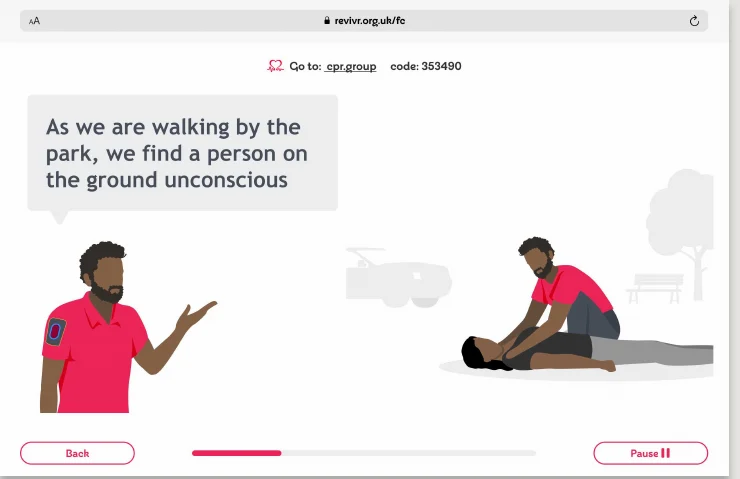 AA
revivr.org.uk/fc
Go to: cpr.group code: 353490
As we are walking by the
park, we find a person on
the ground unconscious
Back
Pause